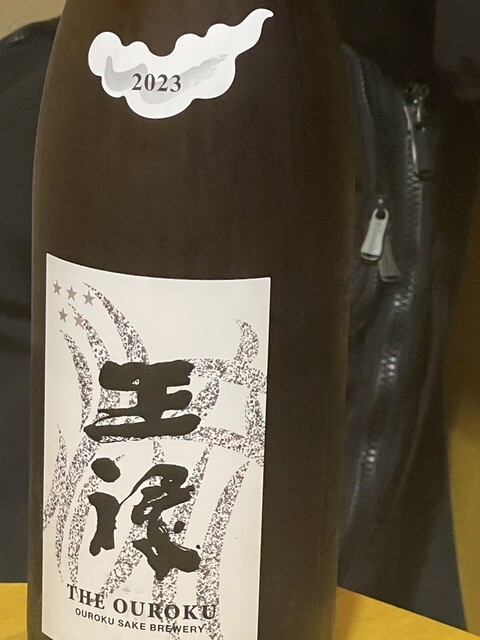 2023
王
祿
THE OUROKU
OUROKU SAKE BREWERY